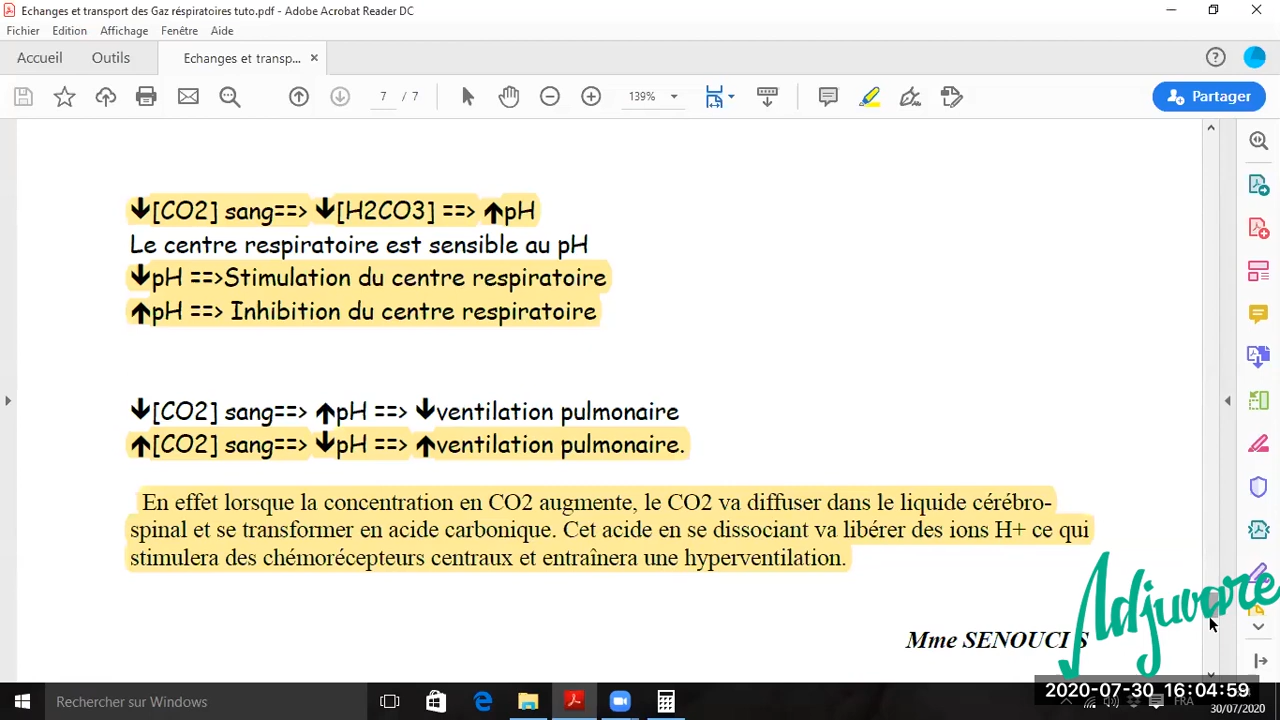 Echanges et transport des Gaz réspiratoires tuto.pdf - Adobe Acrobat Reader DC
Fichier Edition Affichage Fenêtre Aide
Accueil Outils Echanges et transp... ×
7 / 7 139% Partager
↓[CO2] sang==> ↓[H2CO3] ==> ↑pH
Le centre respiratoire est sensible au pH
↓pH ==>Stimulation du centre respiratoire
↑pH ==> Inhibition du centre respiratoire
↓[CO2] sang==> ↑pH ==> ↓ventilation pulmonaire
↑[CO2] sang==> ↓pH ==> ↑ventilation pulmonaire.
En effet lorsque la concentration en CO2 augmente, le CO2 va diffuser dans le liquide cérébro-
spinal et se transformer en acide carbonique. Cet acide en se dissociant va libérer des ions H+ ce qui
stimulera des chémorécepteurs centraux et entraînera une hyperventilation.
Adjuvare
Mme SENOUCI S
2020-07-30 16:04:59
Rechercher sur Windows
FRA
30/07/2020